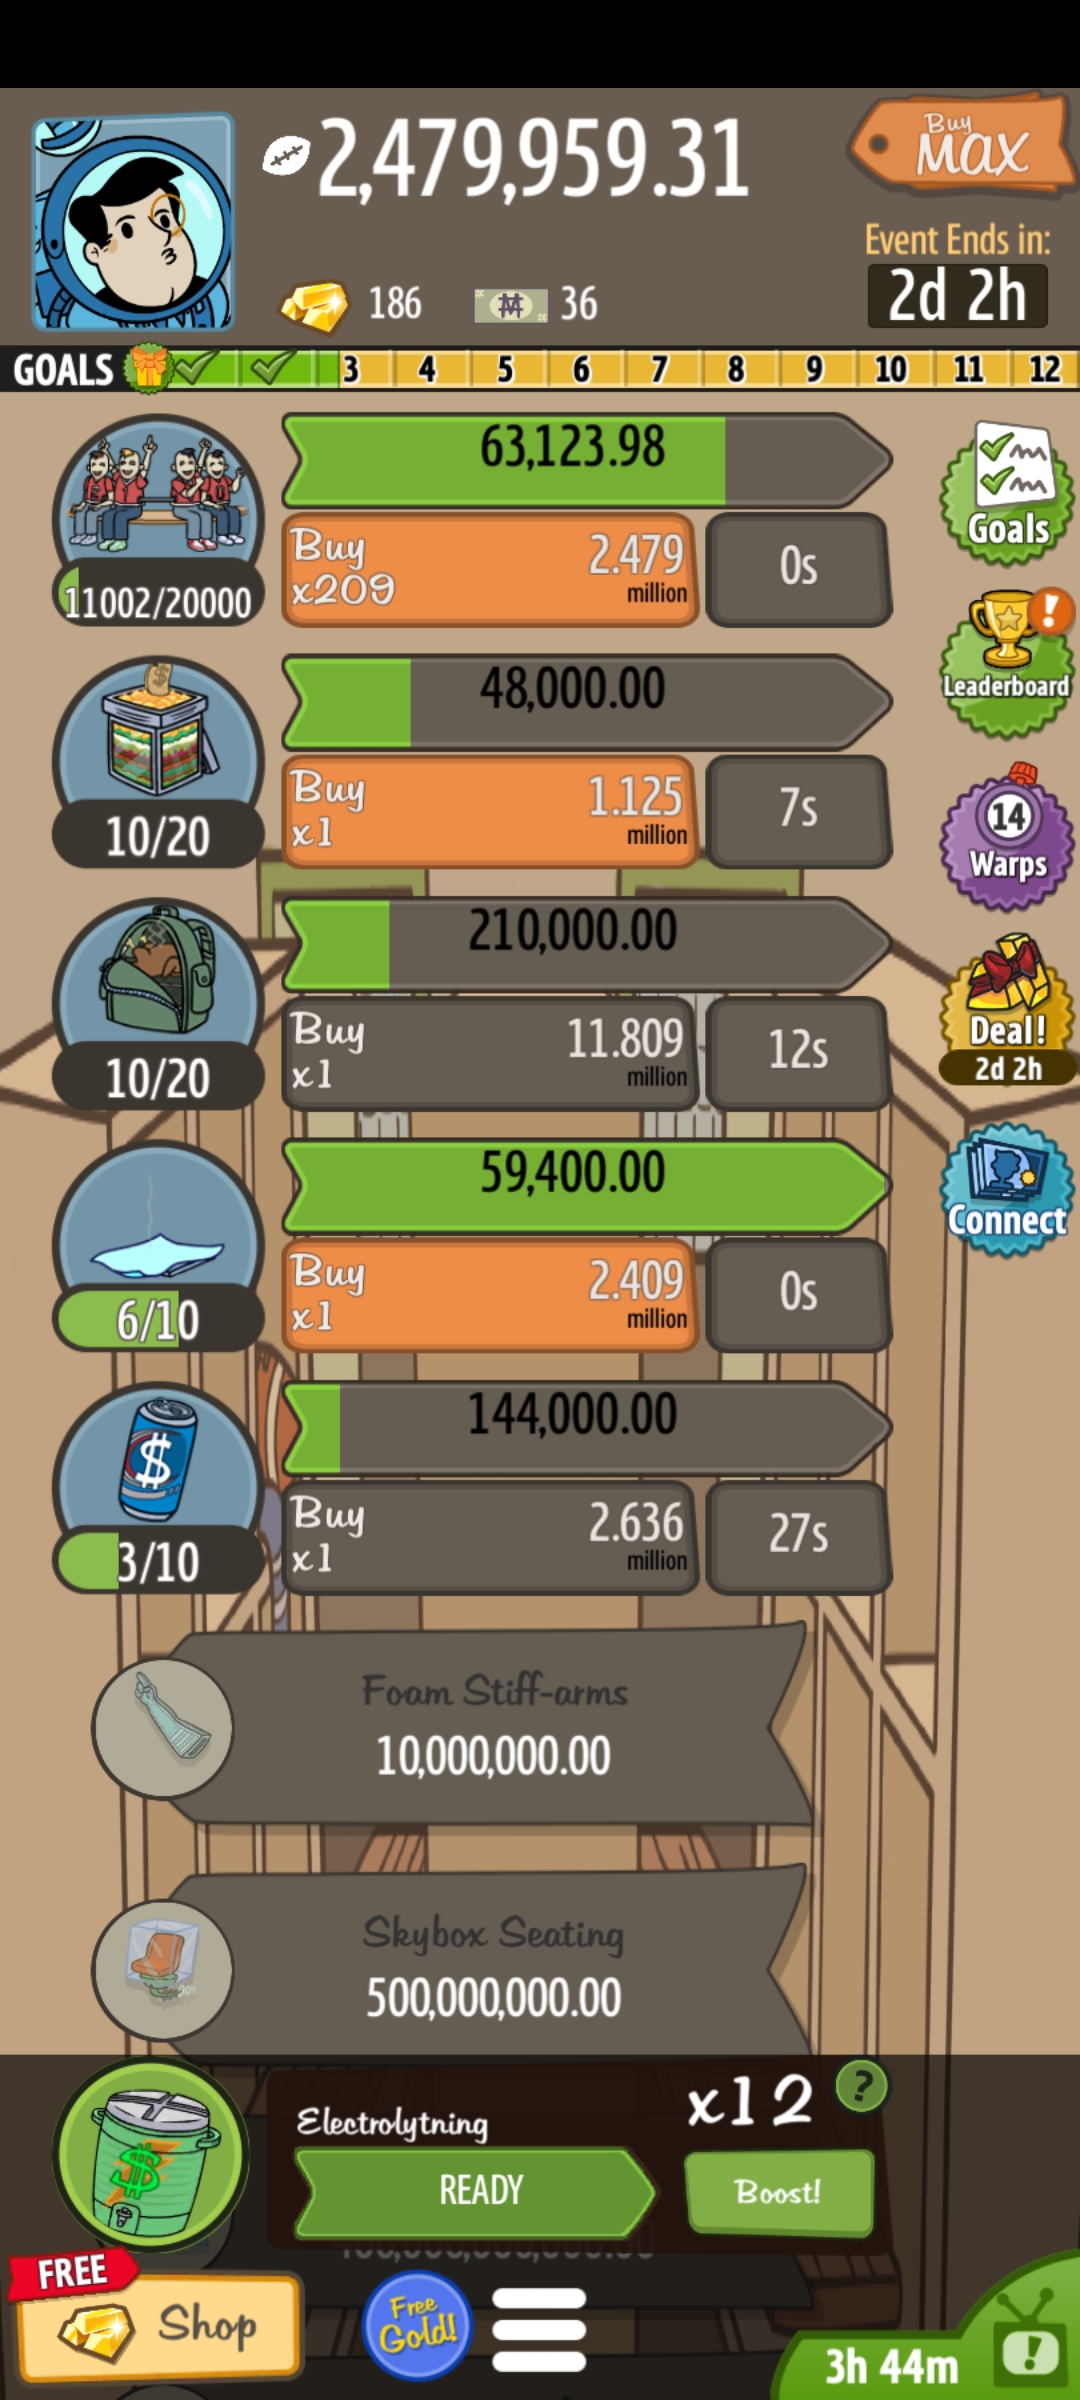 2,479,959.31
Buy
MAX
Event Ends in:
2d 2h
186
36
GOALS 3 4 5 6 7 8 9 10 11 12
63,123.98
Buy
x209
2.479
million
0s
11002/20000
Goals
48,000.00
Leaderboard
Buy
x1
1.125
million
7s
10/20
14
Warps
210,000.00
Buy
x1
11.809
million
12s
10/20
Deal!
2d 2h
59,400.00
Connect
Buy
x1
2.409
million
0s
6/10
144,000.00
Buy
x1
2.636
million
27s
3/10
Foam Stiff-arms
10,000,000.00
Skybox Seating
500,000,000.00
Electrolytning
x12
?
READY
Boost!
FREE
Shop
Free
Gold!
3h 44m